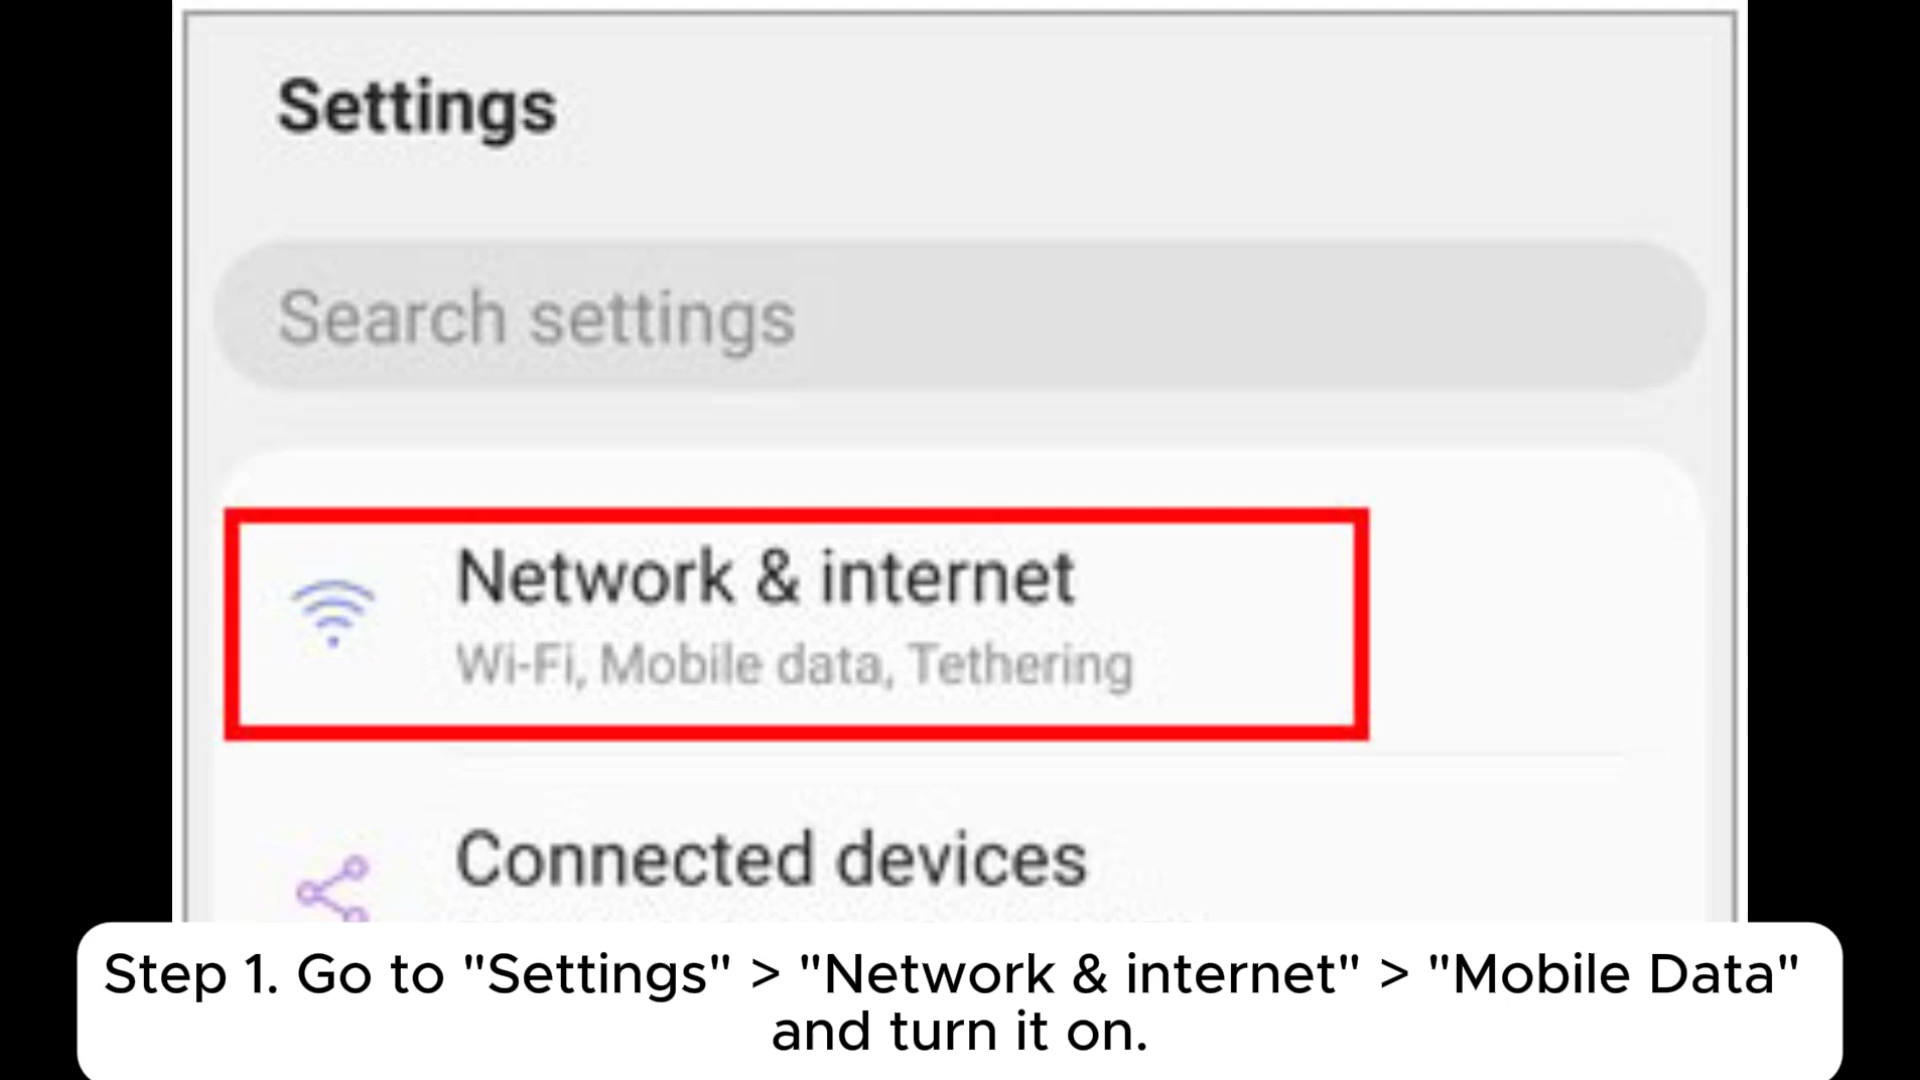 Settings
Search settings
Network & internet
Wi-Fi, Mobile data, Tethering
Connected devices
Step 1. Go to "Settings" > "Network & internet" > "Mobile Data"
and turn it on.